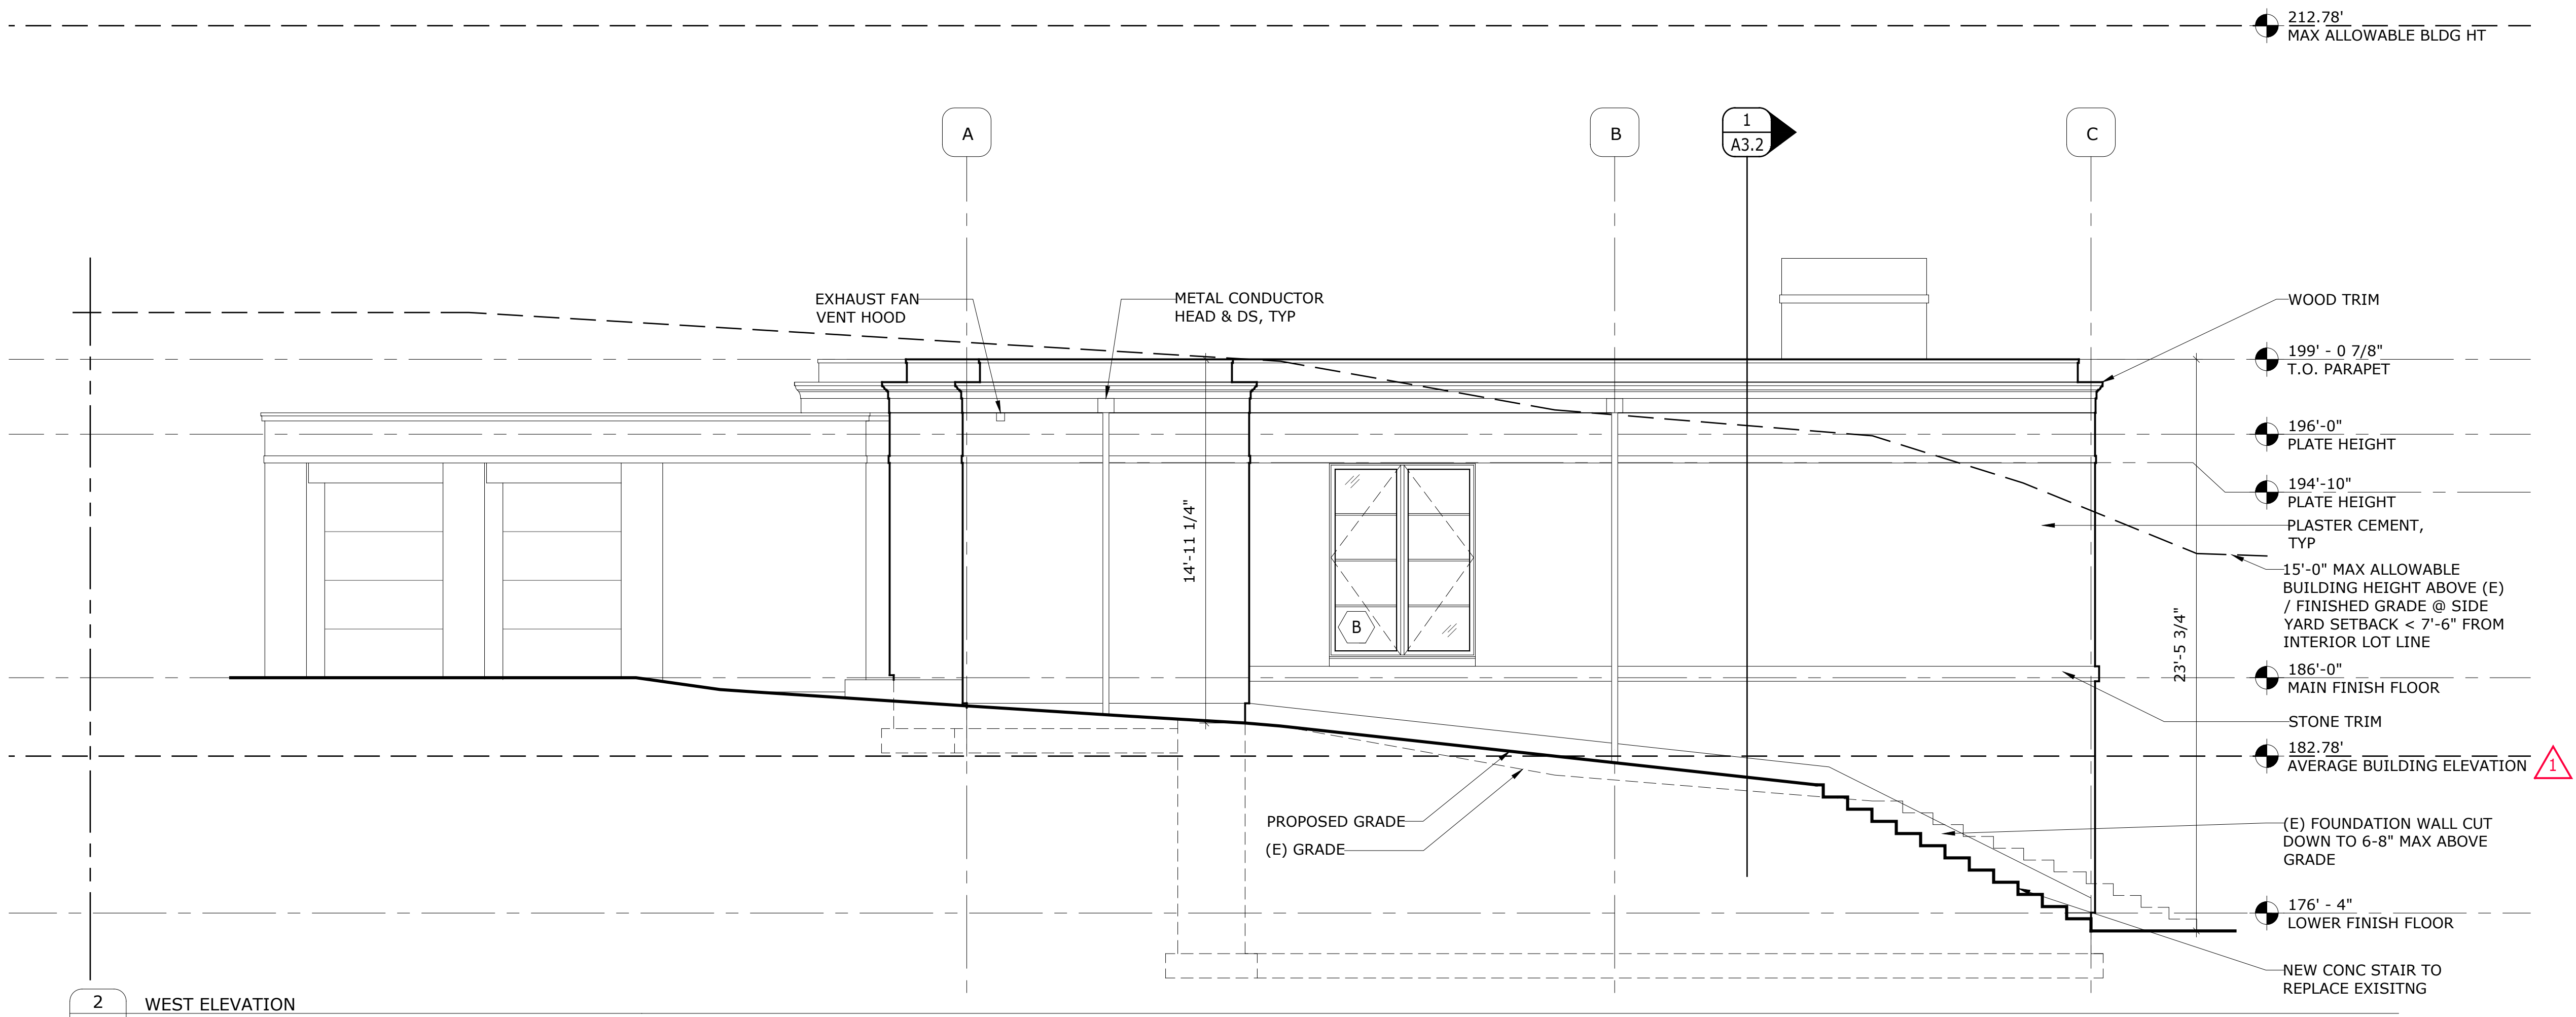 212.78'
MAX ALLOWABLE BLDG HT
A
B
1
A3.2
C
EXHAUST FAN
VENT HOOD
METAL CONDUCTOR
HEAD & DS, TYP
WOOD TRIM
199' - 0 7/8"
T.O. PARAPET
196'-0"
PLATE HEIGHT
194'-10"
PLATE HEIGHT
PLASTER CEMENT,
TYP
15'-0" MAX ALLOWABLE
BUILDING HEIGHT ABOVE (E)
/ FINISHED GRADE @ SIDE
YARD SETBACK < 7'-6" FROM
INTERIOR LOT LINE
14'-11 1/4"
B
23'-5 3/4"
186'-0"
MAIN FINISH FLOOR
STONE TRIM
182.78'
AVERAGE BUILDING ELEVATION
1
PROPOSED GRADE
(E) GRADE
(E) FOUNDATION WALL CUT
DOWN TO 6-8" MAX ABOVE
GRADE
176' - 4"
LOWER FINISH FLOOR
NEW CONC STAIR TO
REPLACE EXISITNG
2
WEST ELEVATION